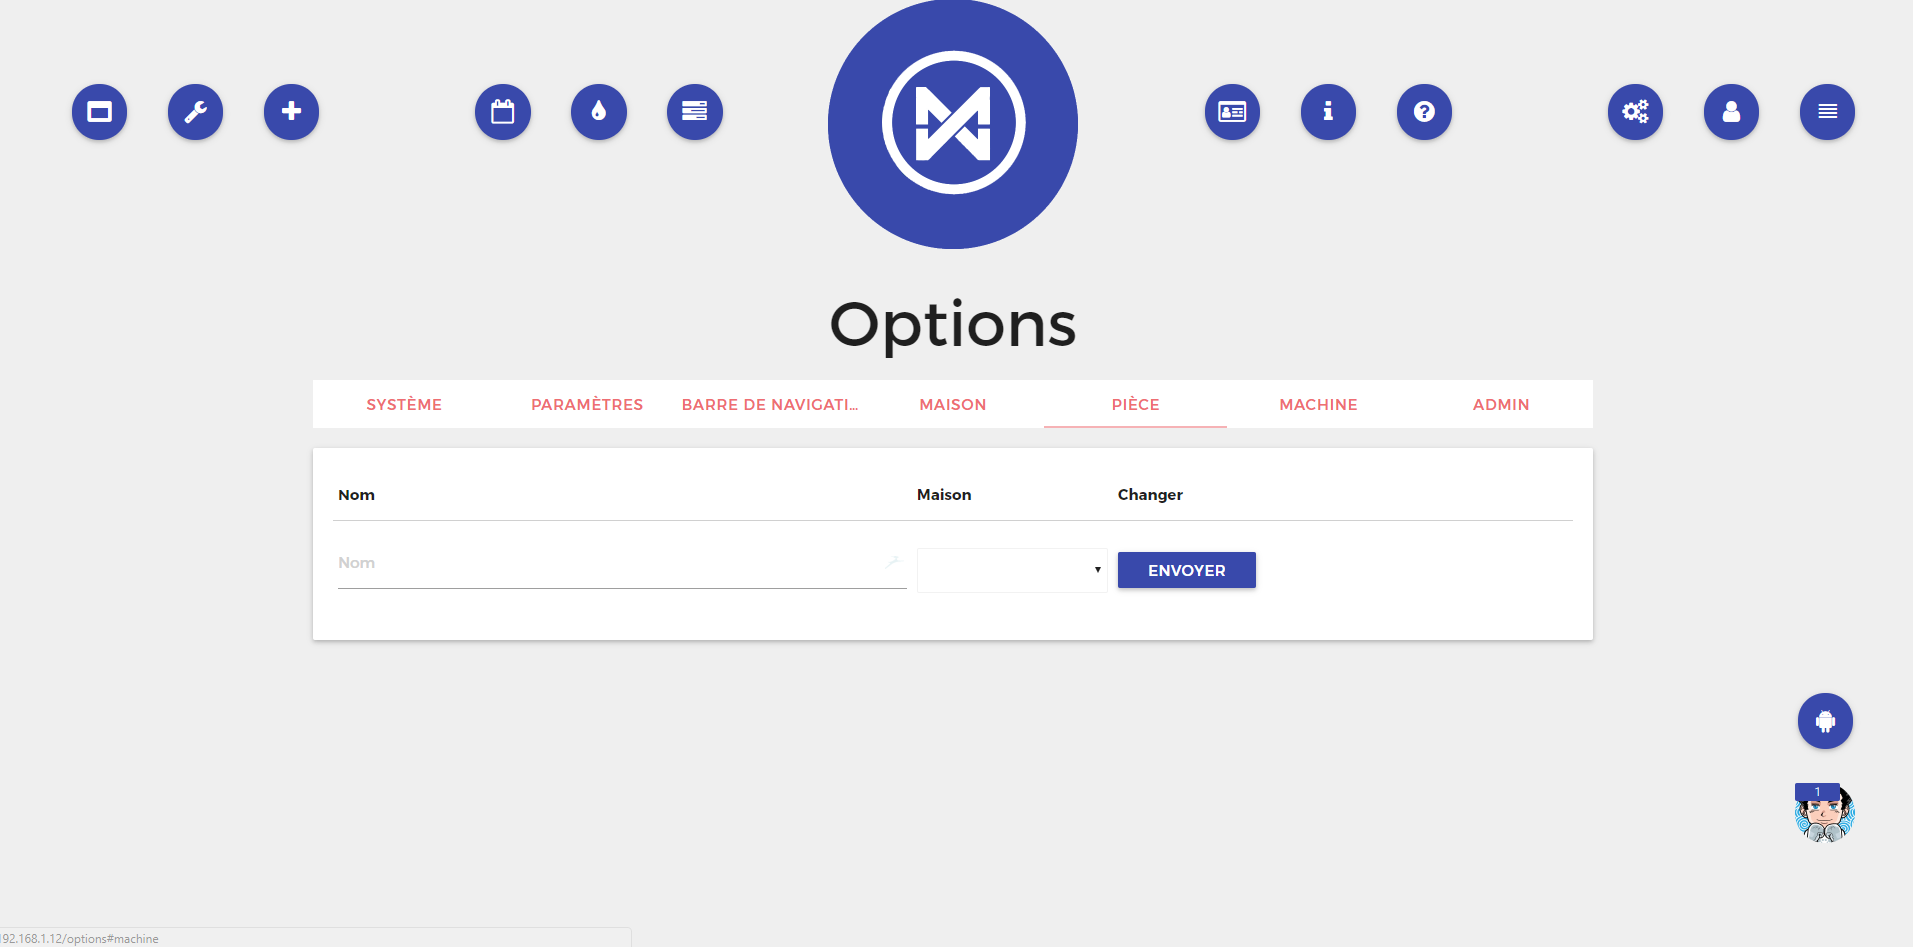 Options
SYSTÈME PARAMÈTRES BARRE DE NAVIGATI... MAISON PIÈCE MACHINE ADMIN
Nom Maison Changer
Nom ENVOYER
1
192.168.1.12/options#machine